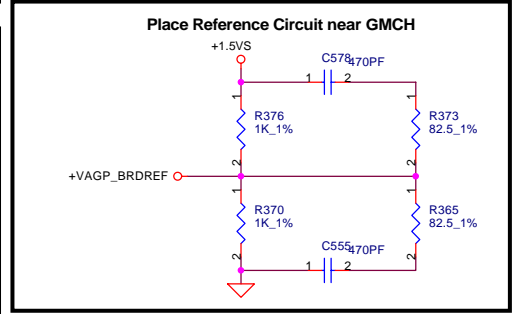 Place Reference Circuit near GMCH
+1.5VS
C578
470PF
1 2
1 1
R376
1K_1%
R373
82.5_1%
2 2
+VAGP_BRDREF
1 1
R370
1K_1%
R365
82.5_1%
2 2
C555
470PF
1 2